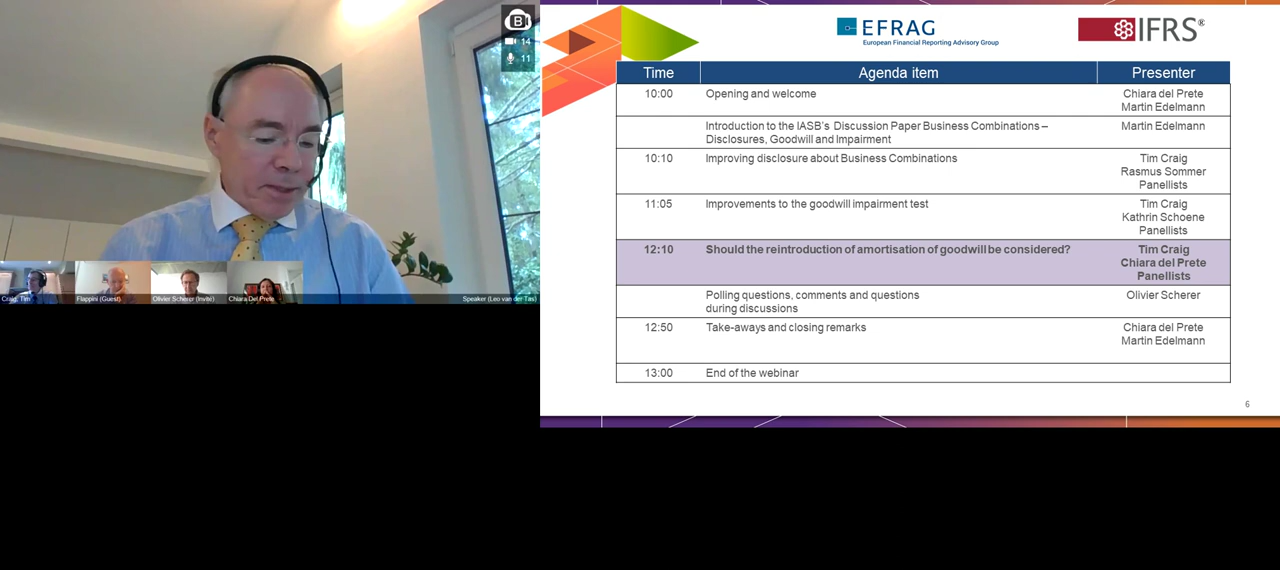 B
14
11
Craig, Tim
Flappini (Guest)
Olivier Scherer (Invité)
Chiara Del Prete
Speaker (Leo van der Tas)
EFRAG
European Financial Reporting Advisory Group
IFRS®
Time Agenda item Presenter
10:00 Opening and welcome Chiara del Prete
Martin Edelmann
Introduction to the IASB's Discussion Paper Business Combinations – Martin Edelmann
Disclosures, Goodwill and Impairment
10:10 Improving disclosure about Business Combinations Tim Craig
Rasmus Sommer
Panellists
11:05 Improvements to the goodwill impairment test Tim Craig
Kathrin Schoene
Panellists
12:10 Should the reintroduction of amortisation of goodwill be considered? Tim Craig
Chiara del Prete
Panellists
Polling questions, comments and questions Olivier Scherer
during discussions
12:50 Take-aways and closing remarks Chiara del Prete
Martin Edelmann
13:00 End of the webinar
6